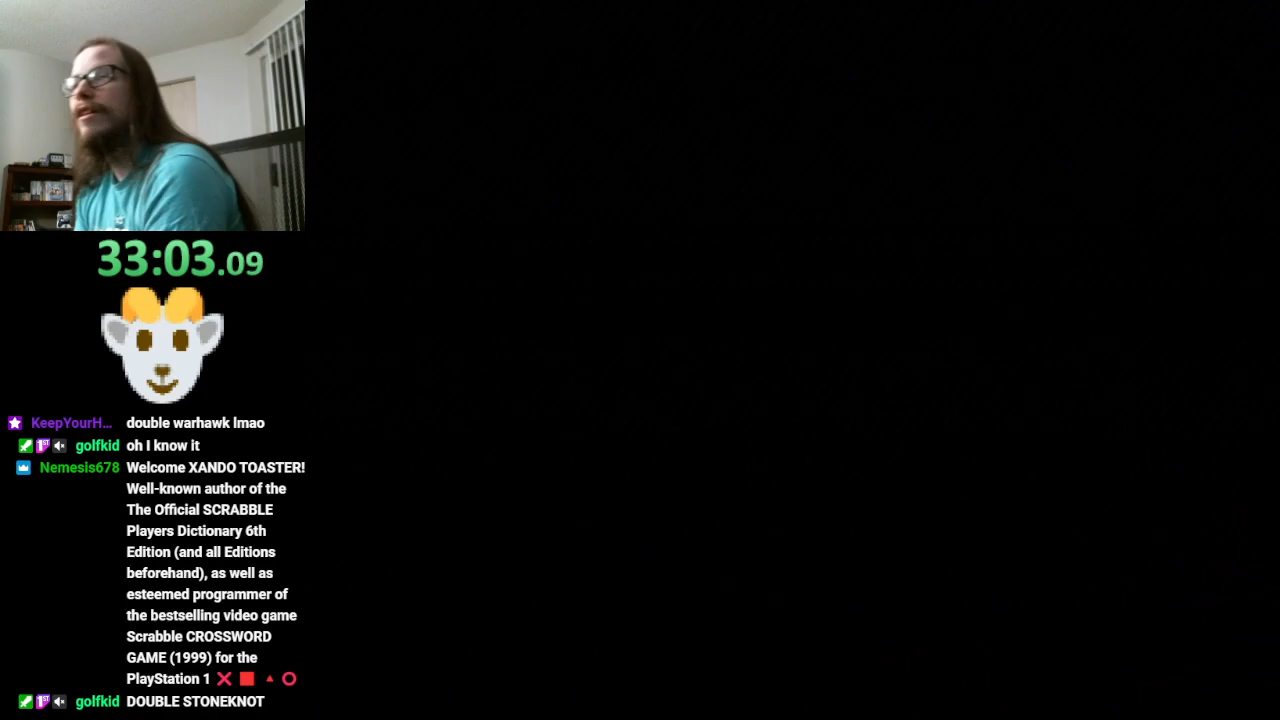 33:03.09
KeepYourH... double warhawk lmao
golfkid oh I know it
Nemesis678 Welcome XANDO TOASTER!
Well-known author of the
The Official SCRABBLE
Players Dictionary 6th
Edition (and all Editions
beforehand), as well as
esteemed programmer of
the bestselling video game
Scrabble CROSSWORD
GAME (1999) for the
PlayStation 1
golfkid DOUBLE STONEKNOT